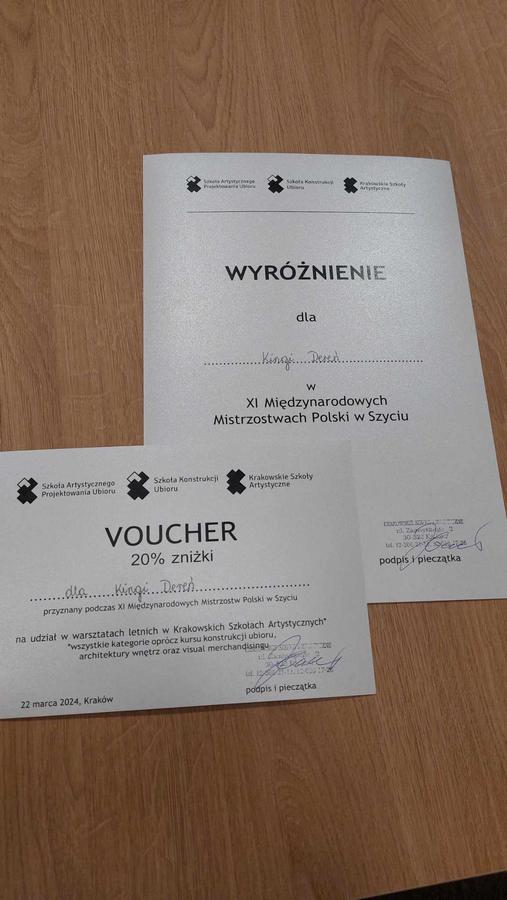 Szkoła Artystycznego
Projektowania Ubioru
Szkoła Konstrukcji
Ubioru
Krakowskie Szkoły
Artystyczne
WYRÓŻNIENIE
dla
Kingi Dereń
w
XI Międzynarodowych
Mistrzostwach Polski w Szyciu
podpis i pieczątka
Szkoła Artystycznego
Projektowania Ubioru
Szkoła Konstrukcji
Ubioru
Krakowskie Szkoły
Artystyczne
VOUCHER
20% zniżki
dla Kingi Dereń
przyznany podczas XI Międzynarodowych Mistrzostw Polski w Szyciu
na udział w warsztatach letnich w Krakowskich Szkołach Artystycznych*
*wszystkie kategorie oprócz kursu konstrukcji ubioru,
architektury wnętrz oraz visual merchandisingu
podpis i pieczątka
22 marca 2024, Kraków